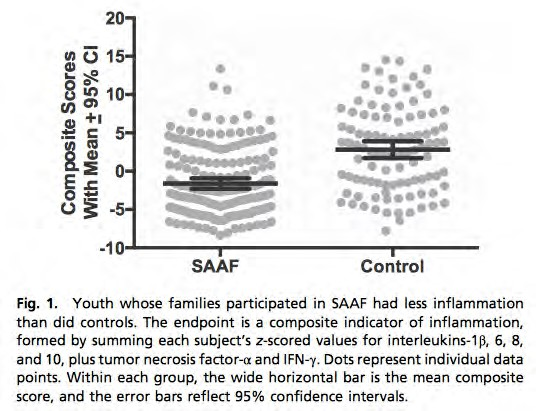 20
15
10
5
0
-5
-10
Composite Scores
With Mean ± 95% CI
SAAF
Control
Fig. 1. Youth whose families participated in SAAF had less inflammation
than did controls. The endpoint is a composite indicator of inflammation,
formed by summing each subject's z-scored values for interleukins-1β, 6, 8,
and 10, plus tumor necrosis factor-α and IFN-γ. Dots represent individual data
points. Within each group, the wide horizontal bar is the mean composite
score, and the error bars reflect 95% confidence intervals.